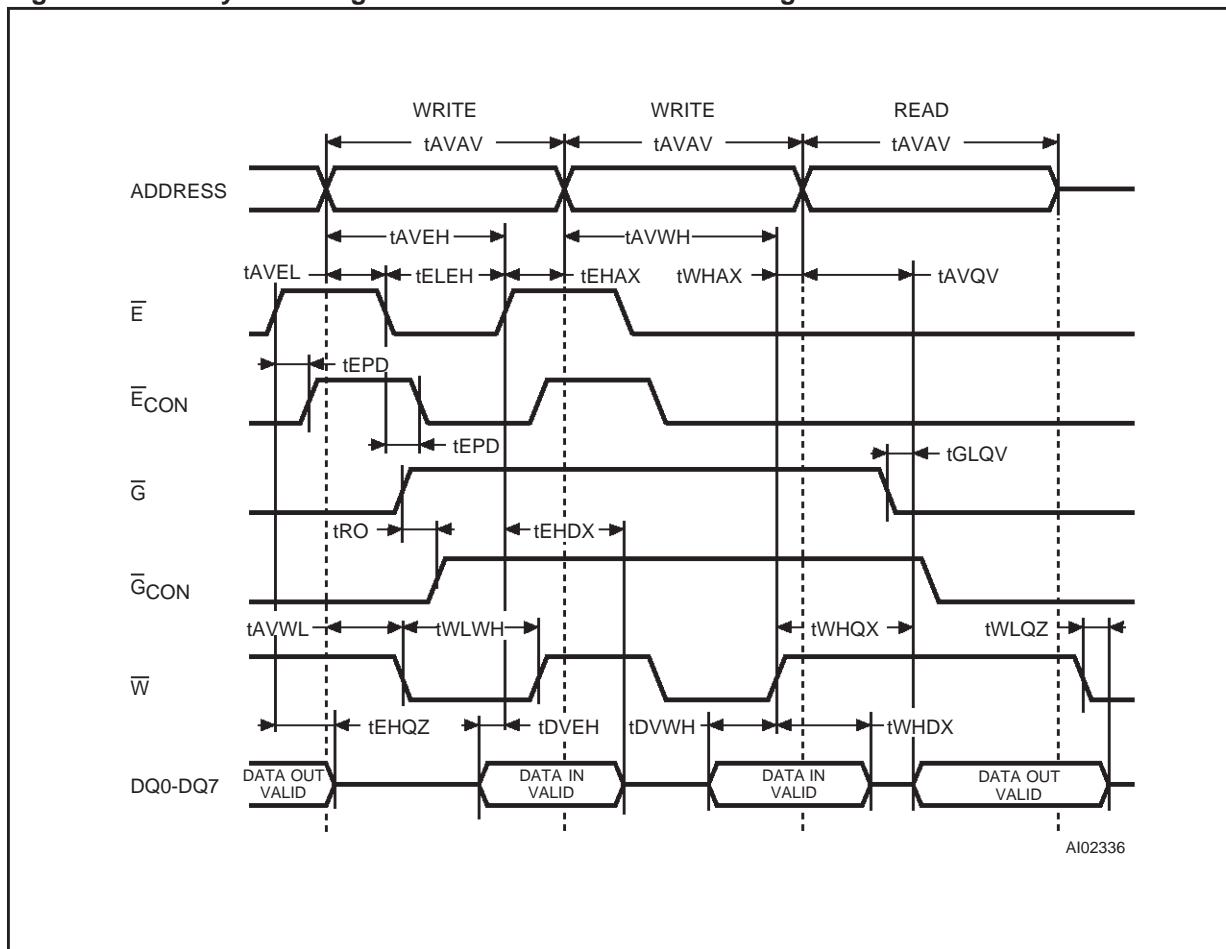 WRITE WRITE READ
tAVAV tAVAV tAVAV
ADDRESS
tAVEH tAVWH
tAVEL tELEH tEHAX tWHAX tAVQV
E
tEPD
ECON
tEPD
tGLQV
G
tRO tEHDX
GCON
tAVWL tWLWH tWHQX tWLQZ
W
tEHQZ tDVEH tDVWH tWHDX
DQ0-DQ7
DATA OUT VALID
DATA IN VALID
DATA IN VALID
DATA OUT VALID
AI02336